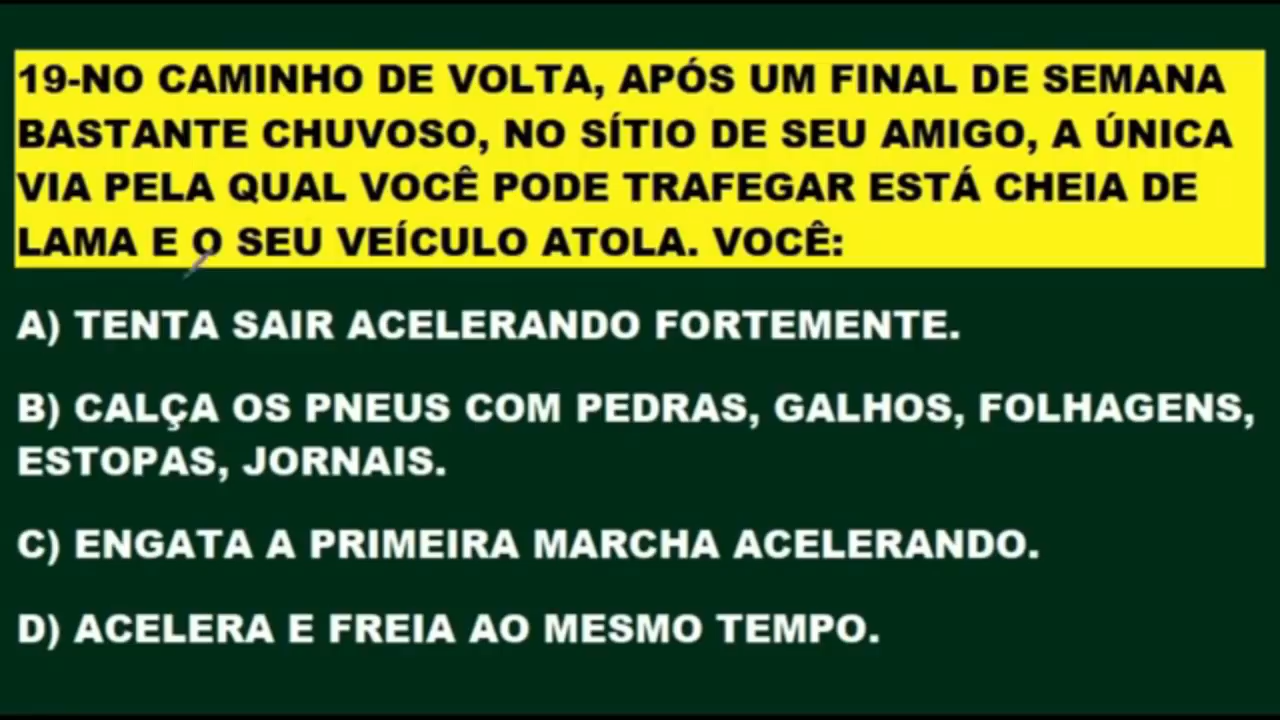 19-NO CAMINHO DE VOLTA, APÓS UM FINAL DE SEMANA
BASTANTE CHUVOSO, NO SÍTIO DE SEU AMIGO, A ÚNICA
VIA PELA QUAL VOCÊ PODE TRAFEGAR ESTÁ CHEIA DE
LAMA E O SEU VEÍCULO ATOLA. VOCÊ:
A) TENTA SAIR ACELERANDO FORTEMENTE.
B) CALÇA OS PNEUS COM PEDRAS, GALHOS, FOLHAGENS,
ESTOPAS, JORNAIS.
C) ENGATA A PRIMEIRA MARCHA ACELERANDO.
D) ACELERA E FREIA AO MESMO TEMPO.